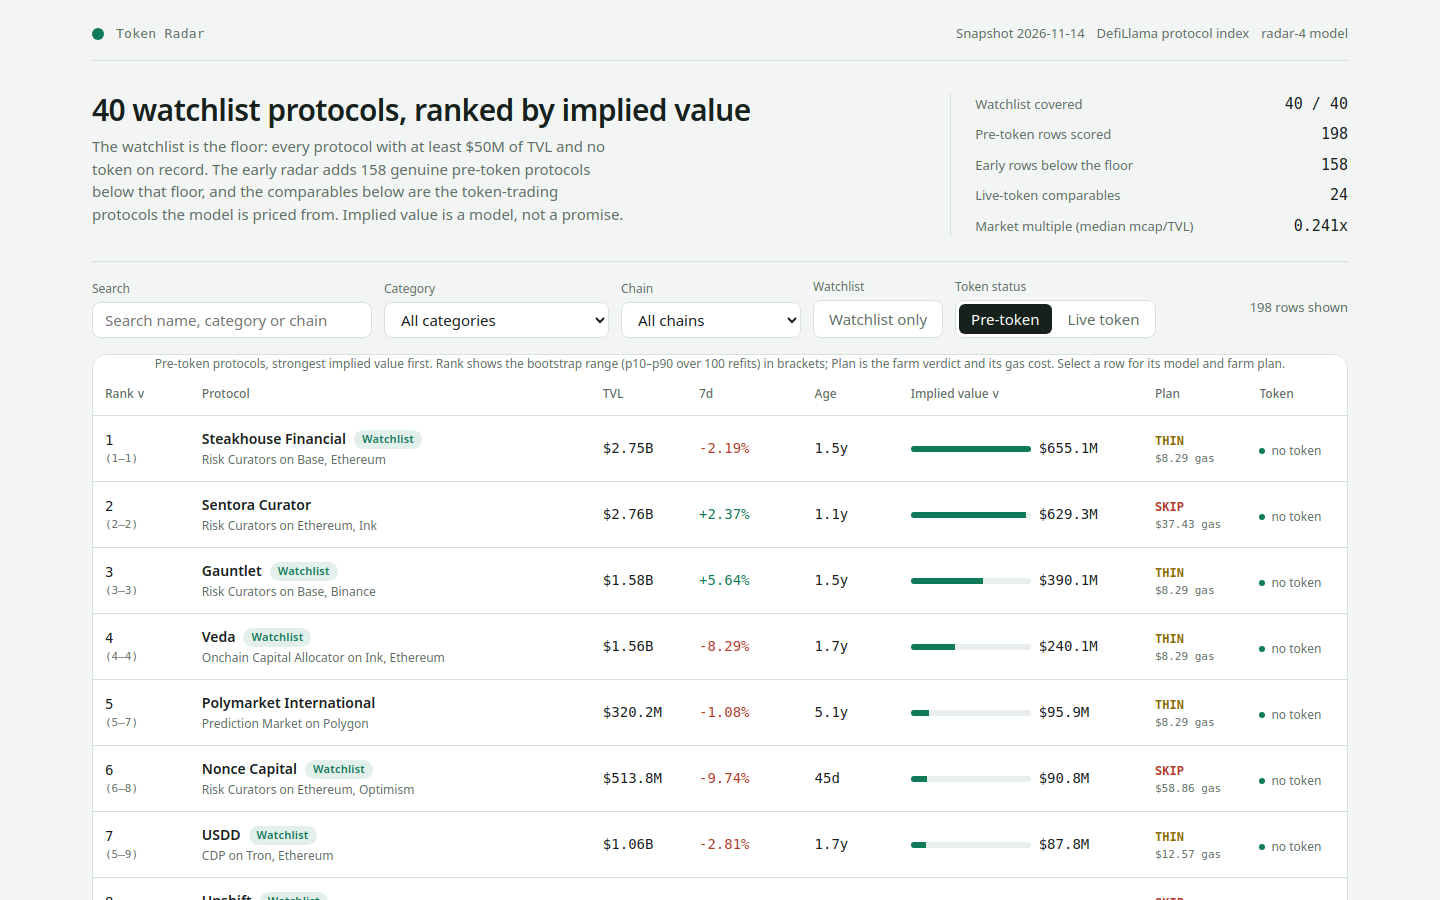 Token Radar
Snapshot 2026-11-14 DefiLlama protocol index radar-4 model
40 watchlist protocols, ranked by implied value
The watchlist is the floor: every protocol with at least $50M of TVL and no
token on record. The early radar adds 158 genuine pre-token protocols
below that floor, and the comparables below are the token-trading
protocols the model is priced from. Implied value is a model, not a promise.
Watchlist covered 40 / 40
Pre-token rows scored 198
Early rows below the floor 158
Live-token comparables 24
Market multiple (median mcap/TVL) 0.241x
Search Category Chain Watchlist Token status
Search name, category or chain All categories All chains Watchlist only Pre-token Live token 198 rows shown
Pre-token protocols, strongest implied value first. Rank shows the bootstrap range (p10–p90 over 100 refits) in brackets; Plan is the farm verdict and its gas cost. Select a row for its model and farm plan.
Rank v Protocol TVL 7d Age Implied value v Plan Token
1 Steakhouse Financial Watchlist $2.75B -2.19% 1.5y $655.1M THIN no token
(1–1) Risk Curators on Base, Ethereum $8.29 gas
2 Sentora Curator $2.76B +2.37% 1.1y $629.3M SKIP no token
(2–2) Risk Curators on Ethereum, Ink $37.43 gas
3 Gauntlet Watchlist $1.58B +5.64% 1.5y $390.1M THIN no token
(3–3) Risk Curators on Base, Binance $8.29 gas
4 Veda Watchlist $1.56B -8.29% 1.7y $240.1M THIN no token
(4–4) Onchain Capital Allocator on Ink, Ethereum $8.29 gas
5 Polymarket International $320.2M -1.08% 5.1y $95.9M THIN no token
(5–7) Prediction Market on Polygon $8.29 gas
6 Nonce Capital Watchlist $513.8M -9.74% 45d $90.8M SKIP no token
(6–8) Risk Curators on Ethereum, Optimism $58.86 gas
7 USDD Watchlist $1.06B -2.81% 1.7y $87.8M THIN no token
(5–9) CDP on Tron, Ethereum $12.57 gas